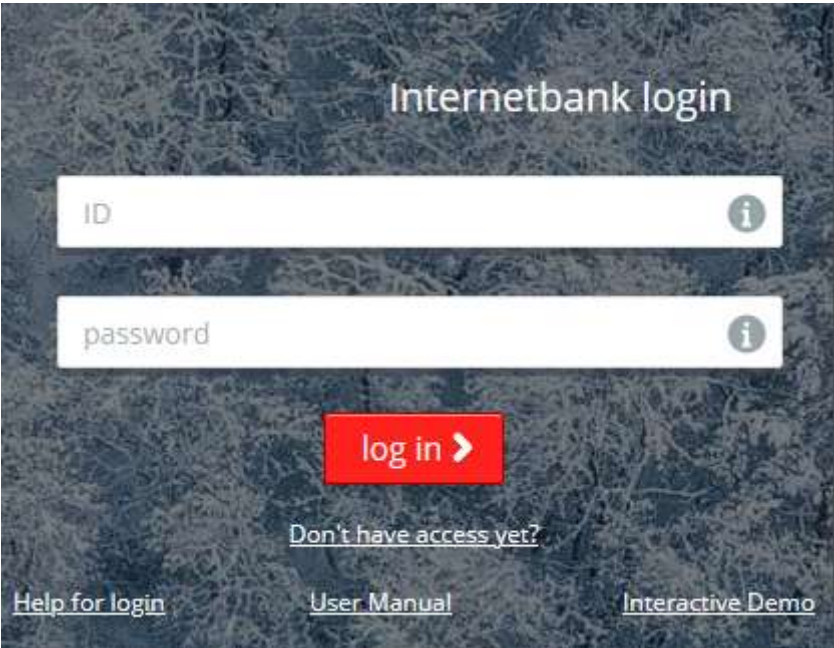 Internetbank login
ID
password
log in
Don't have access yet?
Help for login User Manual Interactive Demo